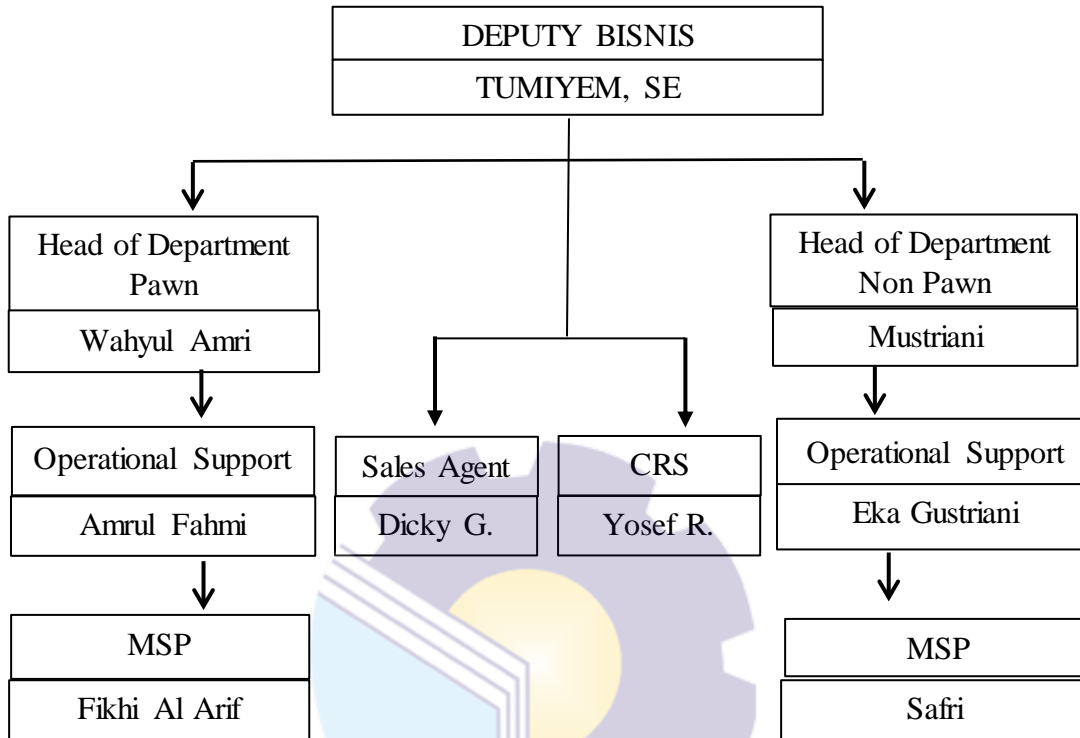 DEPUTY BISNIS
TUMIYEM, SE
Head of Department
Pawn
Wahyul Amri
Head of Department
Non Pawn
Mustriani
Operational Support
Amrul Fahmi
Sales Agent
Dicky G.
CRS
Yosef R.
Operational Support
Eka Gustriani
MSP
Fikhi Al Arif
MSP
Safri